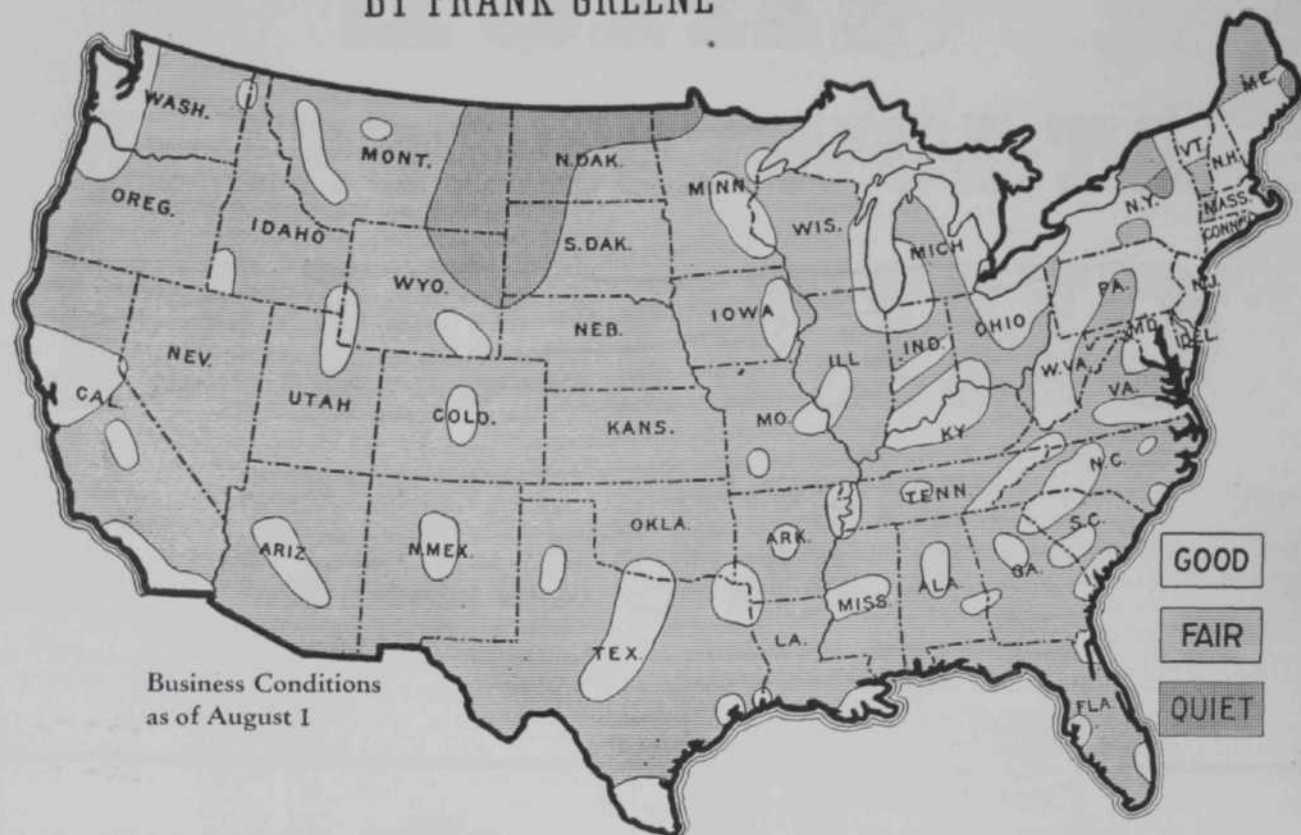 BY FRANK GREENE
WASH.
MONT.
N.DAK.
MINN
ME.
VT.
N.H.
OREG.
IDAHO
S.DAK.
WIS.
MICH
N.Y.
MASS.
CONN.
WYO.
IOWA
PA.
N.J.
NEB.
OHIO
IND.
ILL
MD.
DEL.
NEV.
UTAH
COLO.
W.VA.
VA.
CAL.
KANS.
MO.
KY
N.C.
TENN
OKLA.
ARK.
S.C.
ARIZ.
N.MEX.
GA.
ALA
MISS.
LA.
TEX.
FLA.
GOOD
FAIR
QUIET
Business Conditions
as of August 1